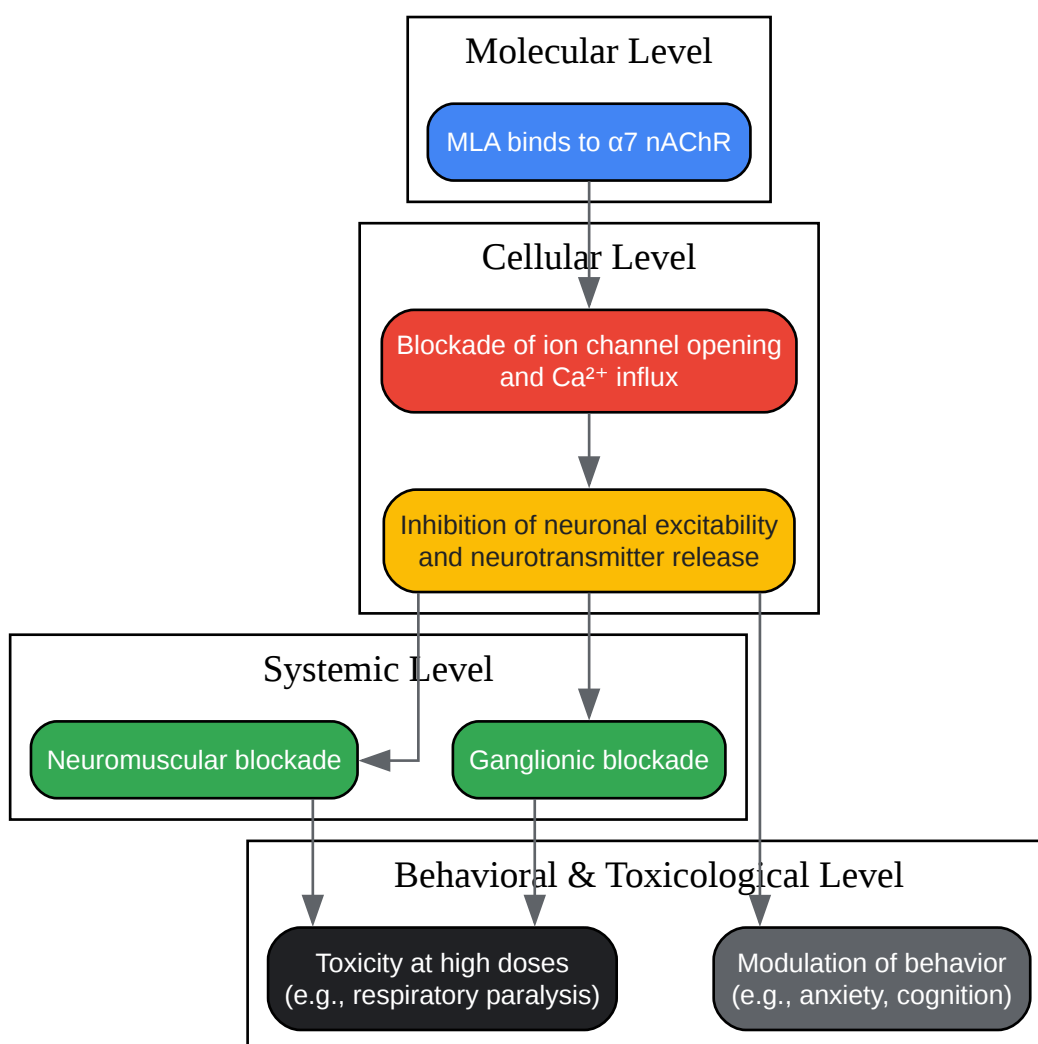 Molecular Level
MLA binds to α7 nAChR
Cellular Level
Blockade of ion channel opening
and Ca²⁺ influx
Inhibition of neuronal excitability
and neurotransmitter release
Systemic Level
Neuromuscular blockade
Ganglionic blockade
Behavioral & Toxicological Level
Toxicity at high doses
(e.g., respiratory paralysis)
Modulation of behavior
(e.g., anxiety, cognition)